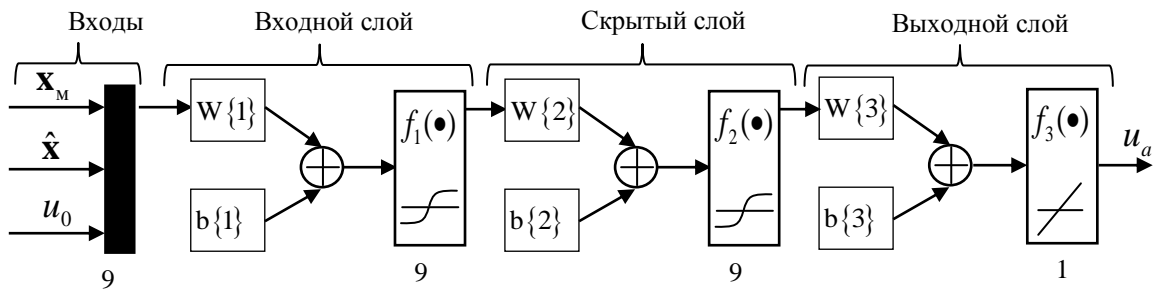 Входы
Входной слой
Скрытый слой
Выходной слой
x_м
x̂
u_0
W{1}
b{1}
f_1(●)
W{2}
b{2}
f_2(●)
W{3}
b{3}
f_3(●)
u_a
9
9
9
1